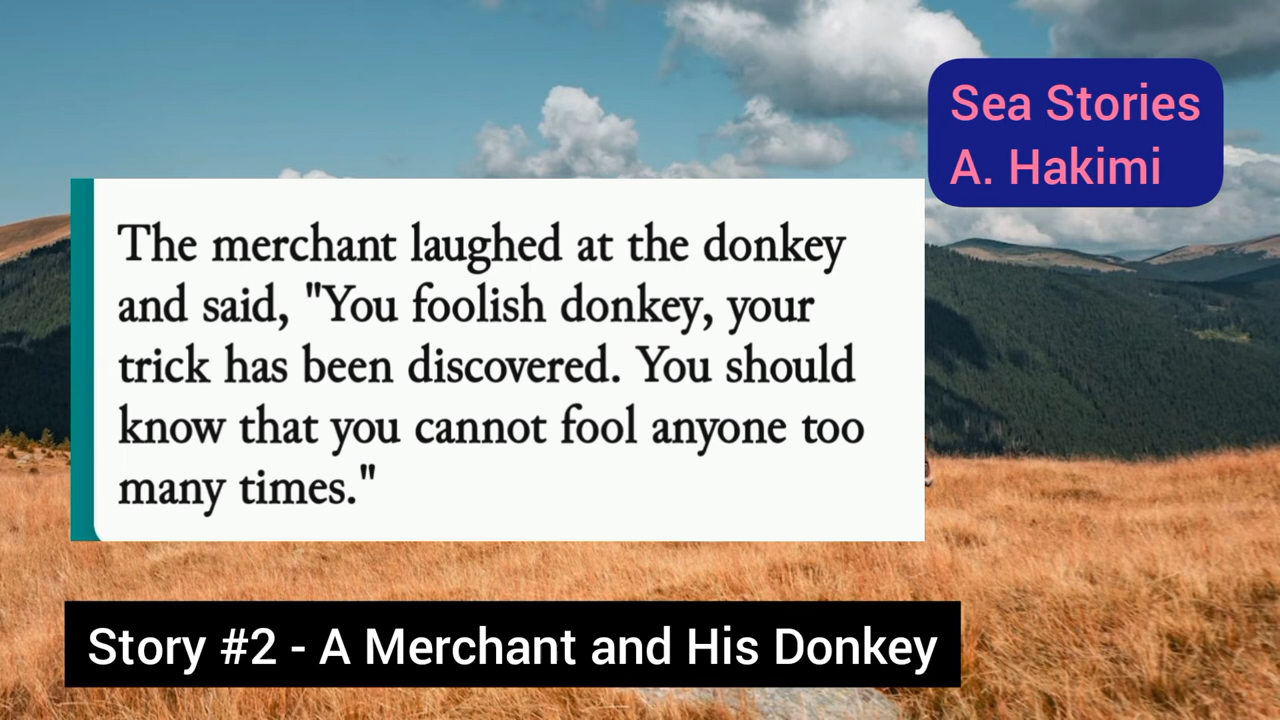 Sea Stories
A. Hakimi
The merchant laughed at the donkey
and said, "You foolish donkey, your
trick has been discovered. You should
know that you cannot fool anyone too
many times."
Story #2 - A Merchant and His Donkey